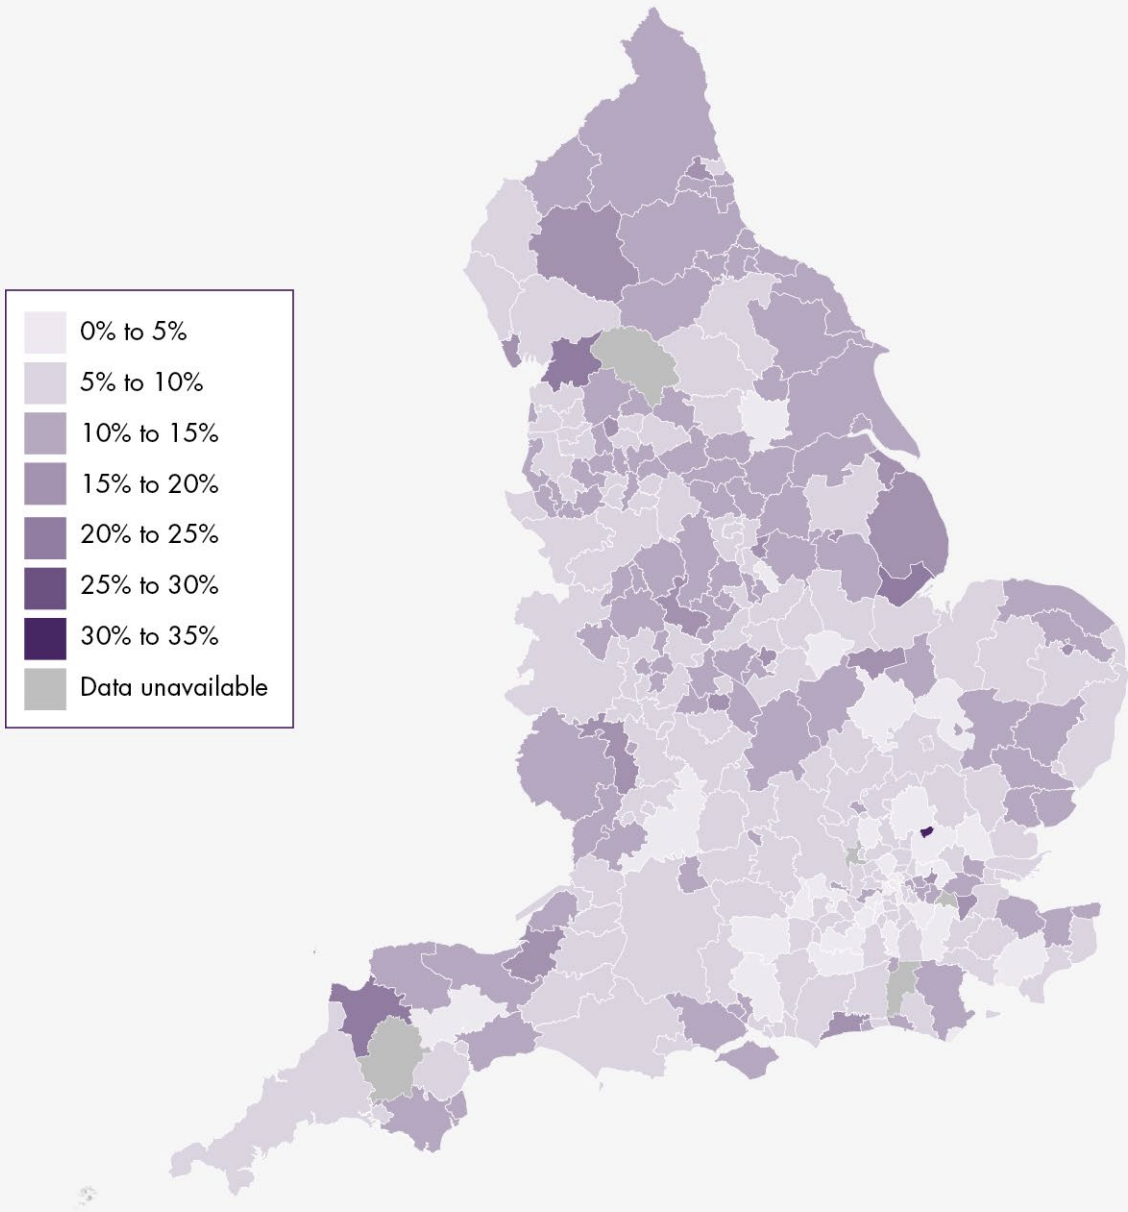 0% to 5%
5% to 10%
10% to 15%
15% to 20%
20% to 25%
25% to 30%
30% to 35%
Data unavailable